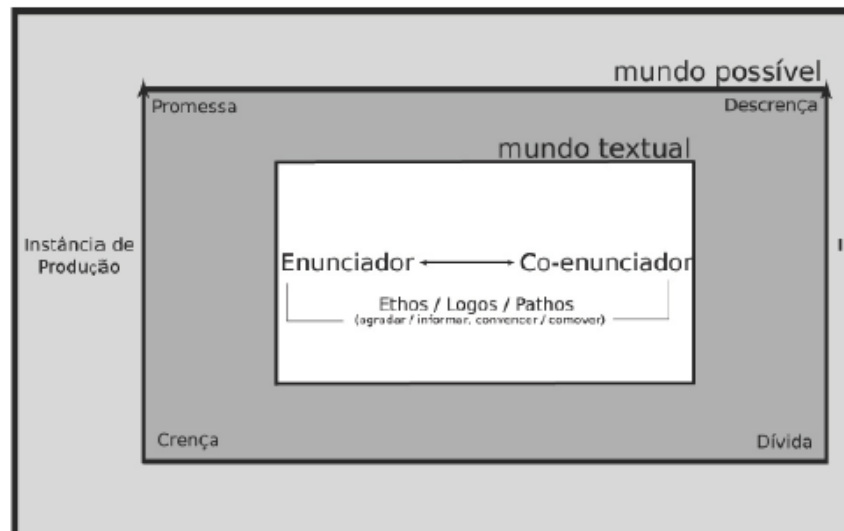 mundo possível
Promessa
Descrença
mundo textual
Instância de
Produção
Enunciador
Co-enunciador
Ethos / Logos / Pathos
(agradar / informar, convencer / comover)
Crença
Dívida